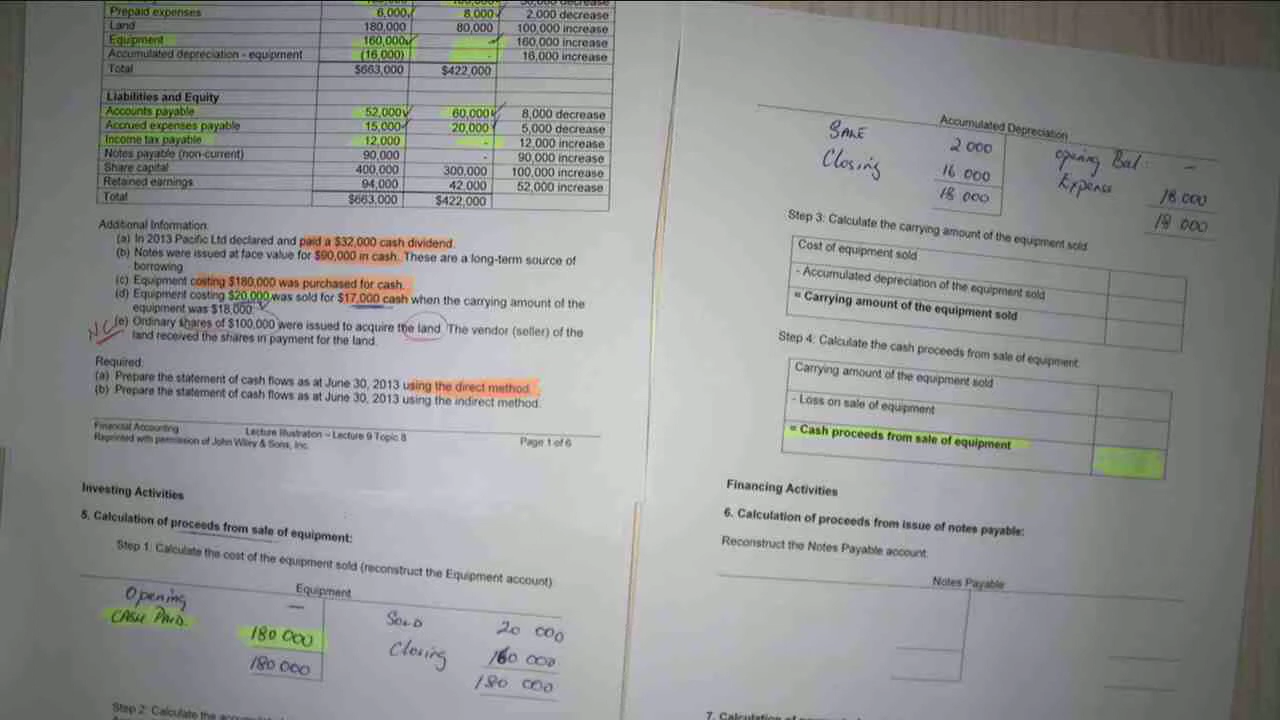 Prepaid expenses 6,000 8,000 2,000 decrease
Land 180,000 80,000 100,000 increase
Equipment 160,000 - 160,000 increase
Accumulated depreciation - equipment (16,000) - 16,000 increase
Total $663,000 $422,000
Liabilities and Equity
Accounts payable 52,000 60,000 8,000 decrease
Accrued expenses payable 15,000 20,000 5,000 decrease
Income tax payable 12,000 - 12,000 increase
Notes payable (non-current) 90,000 - 90,000 increase
Share capital 400,000 300,000 100,000 increase
Retained earnings 94,000 42,000 52,000 increase
Total $663,000 $422,000
Additional Information:
(a) In 2013 Pacific Ltd declared and paid a $32,000 cash dividend.
(b) Notes were issued at face value for $90,000 in cash. These are a long-term source of
borrowing
(c) Equipment costing $180,000 was purchased for cash.
(d) Equipment costing $20,000 was sold for $17,000 cash when the carrying amount of the
equipment was $18,000.
NC (e) Ordinary shares of $100,000 were issued to acquire the land. The vendor (seller) of the
land received the shares in payment for the land.
Required:
(a) Prepare the statement of cash flows as at June 30, 2013 using the direct method.
(b) Prepare the statement of cash flows as at June 30, 2013 using the indirect method.
Financial Accounting Lecture Illustration – Lecture 9 Topic 8 Page 1 of 6
Reprinted with permission of John Wiley & Sons, Inc.
Investing Activities
5. Calculation of proceeds from sale of equipment:
Step 1: Calculate the cost of the equipment sold (reconstruct the Equipment account)
Equipment
Opening — SOLD 20 000
CASH PAID 180 000 Closing 160 000
180 000 180 000
Step 2: Calculate the
Accumulated Depreciation
SALE 2 000 Opening Bal. —
Closing 16 000 Expense 18 000
18 000 18 000
Step 3: Calculate the carrying amount of the equipment sold
Cost of equipment sold
- Accumulated depreciation of the equipment sold
= Carrying amount of the equipment sold
Step 4: Calculate the cash proceeds from sale of equipment.
Carrying amount of the equipment sold
- Loss on sale of equipment
= Cash proceeds from sale of equipment
Financing Activities
6. Calculation of proceeds from issue of notes payable:
Reconstruct the Notes Payable account.
Notes Payable
7. Calculation of